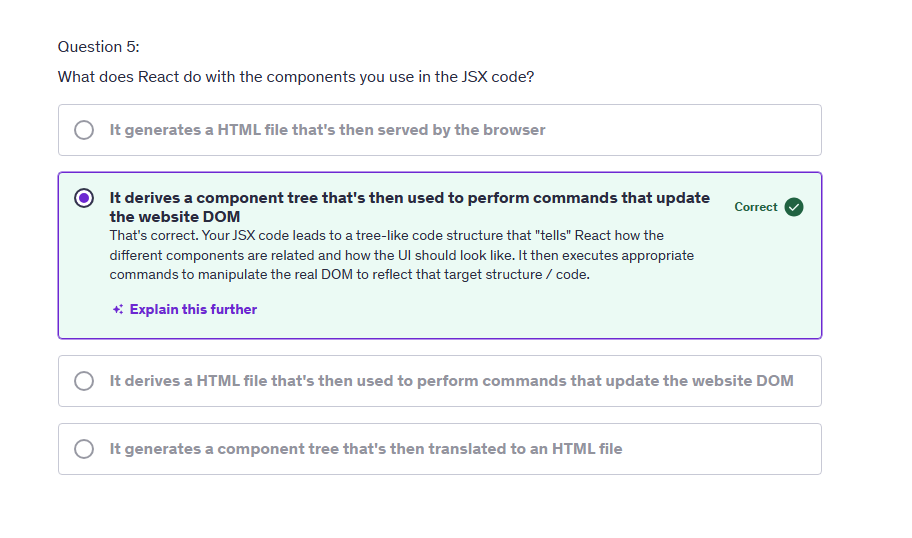 Question 5:
What does React do with the components you use in the JSX code?
It generates a HTML file that's then served by the browser
It derives a component tree that's then used to perform commands that update
the website DOM
Correct
That's correct. Your JSX code leads to a tree-like code structure that "tells" React how the
different components are related and how the UI should look like. It then executes appropriate
commands to manipulate the real DOM to reflect that target structure / code.
Explain this further
It derives a HTML file that's then used to perform commands that update the website DOM
It generates a component tree that's then translated to an HTML file